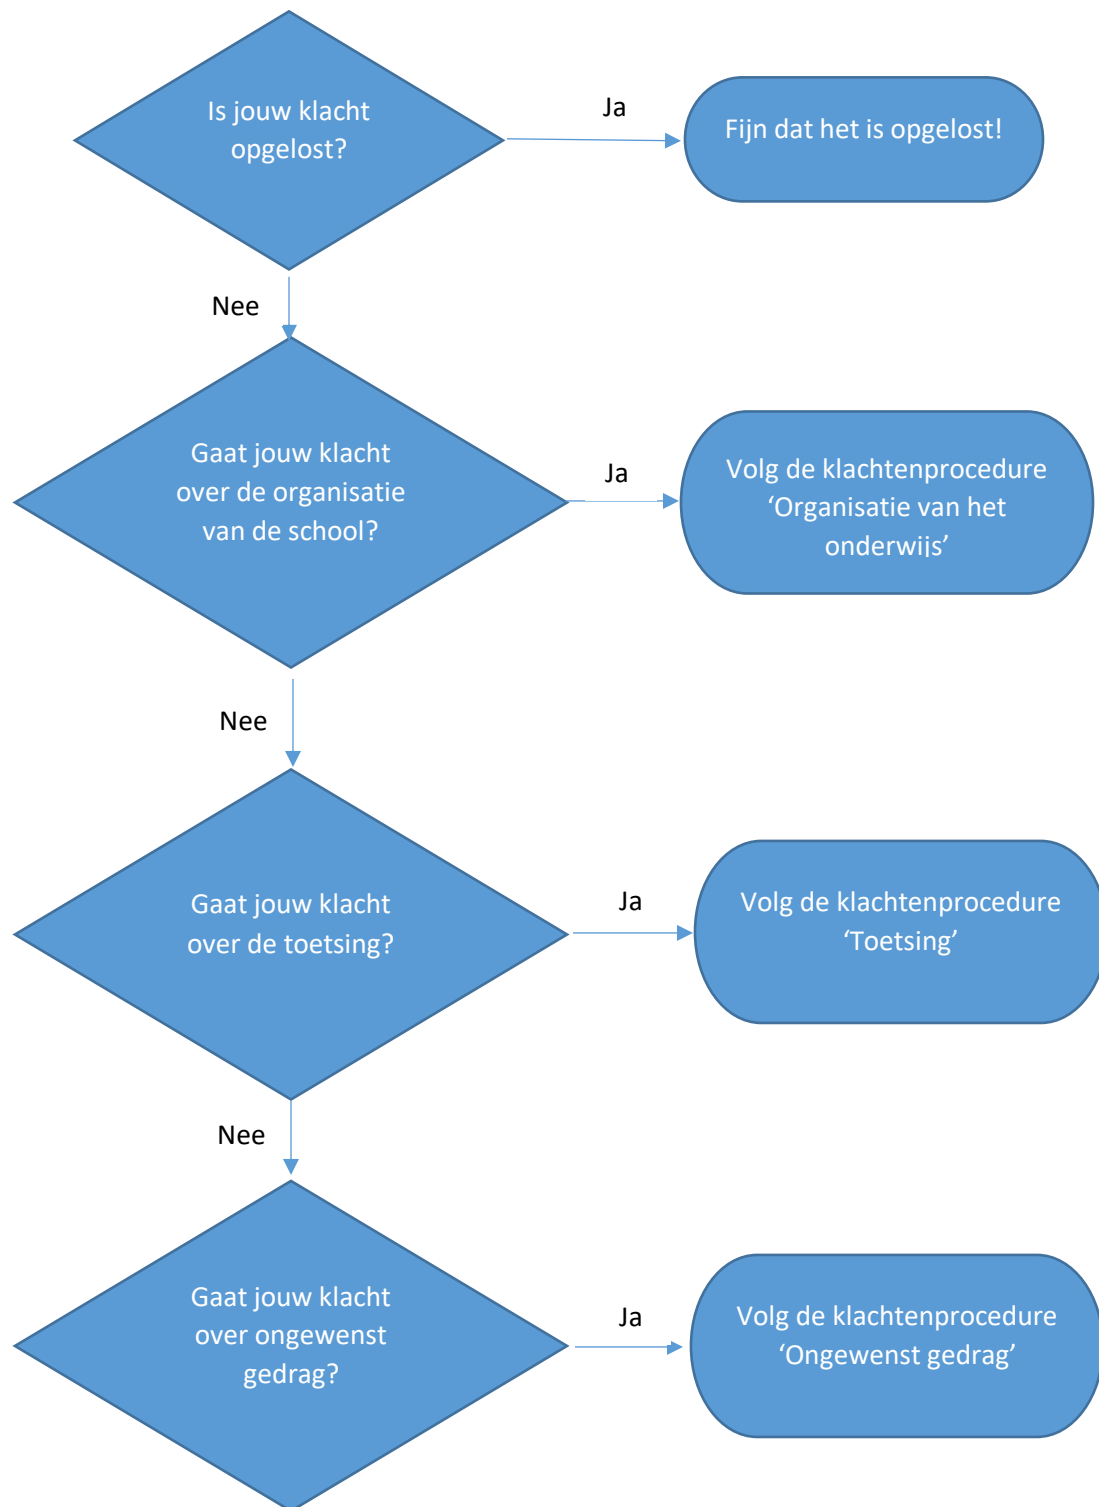 Is jouw klacht
opgelost?
Ja
Fijn dat het is opgelost!
Nee
Gaat jouw klacht
over de organisatie
van de school?
Ja
Volg de klachtenprocedure
‘Organisatie van het
onderwijs’
Nee
Gaat jouw klacht
over de toetsing?
Ja
Volg de klachtenprocedure
‘Toetsing’
Nee
Gaat jouw klacht
over ongewenst
gedrag?
Ja
Volg de klachtenprocedure
‘Ongewenst gedrag’